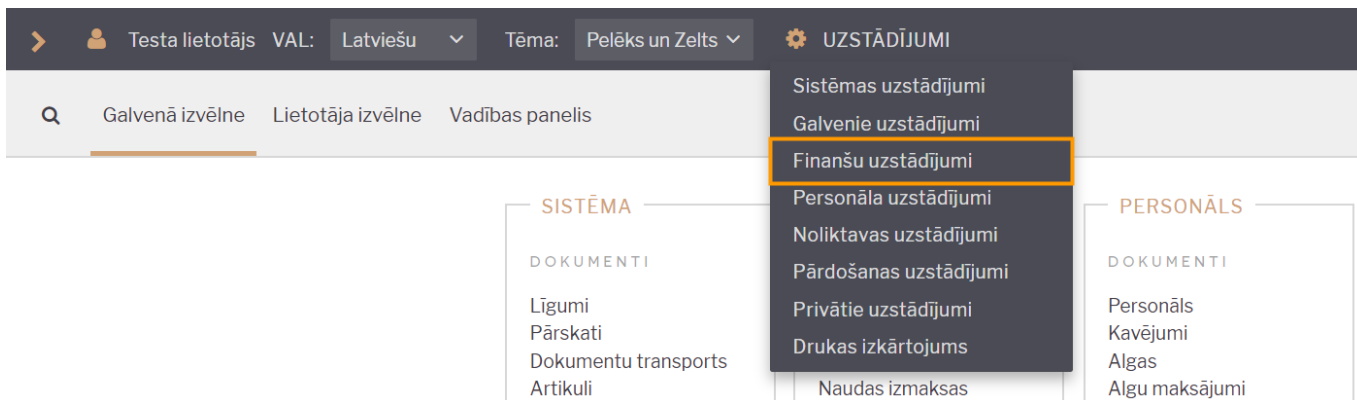 Testa lietotājs VAL: Latviešu Tēma: Pelēks un Zelts UZSTĀDĪJUMI
Galvenā izvēlne Lietotāja izvēlne Vadības panelis
Sistēmas uzstādījumi
Galvenie uzstādījumi
Finanšu uzstādījumi
Personāla uzstādījumi
Noliktavas uzstādījumi
Pārdošanas uzstādījumi
Privātie uzstādījumi
Drukas izkārtojums
SISTĒMA
DOKUMENTI
Līgumi
Pārskati
Dokumentu transports
Artikuli
Naudas izmaksas
PERSONĀLS
DOKUMENTI
Personāls
Kavējumi
Algas
Algu maksājumi